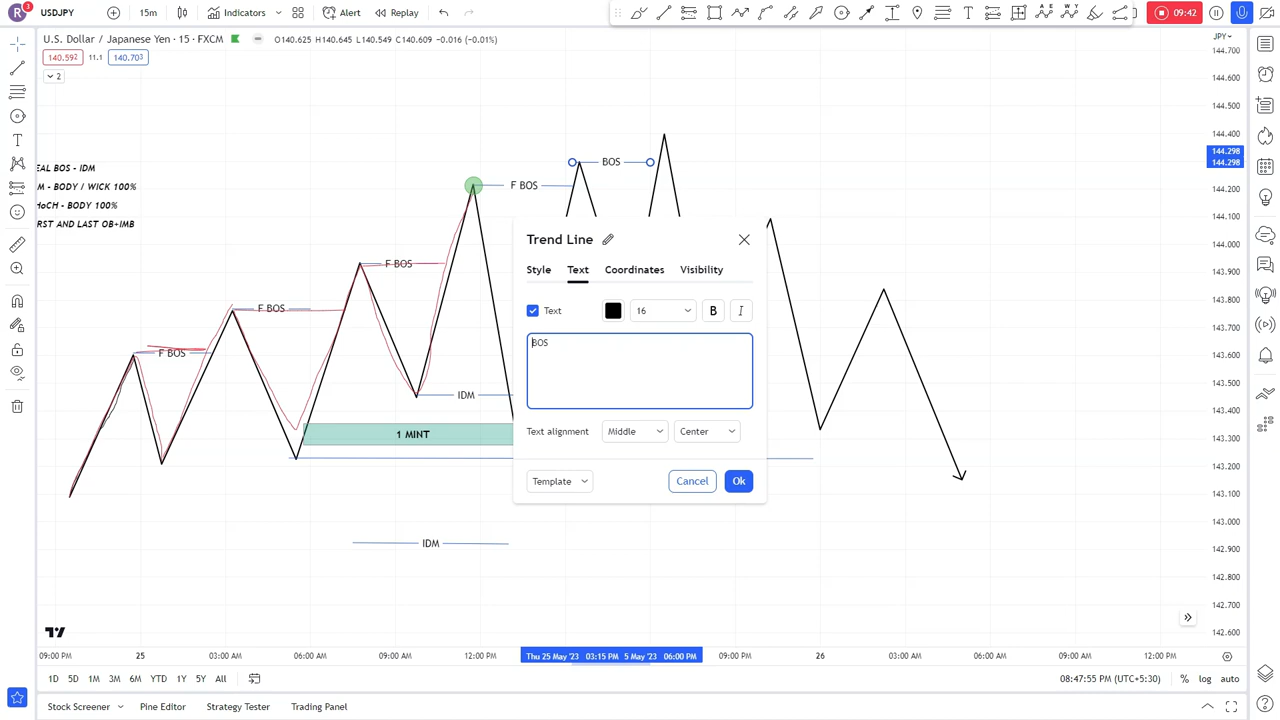 R 3 USDJPY 15m Indicators Alert Replay 09:42
U.S. Dollar / Japanese Yen · 15 · FXCM O140.625 H140.645 L140.549 C140.609 −0.016 (−0.01%)
140.592 11.1 140.703
2
EAL BOS - IDM
M - BODY / WICK 100%
HoCH - BODY 100%
RST AND LAST OB+IMB
F BOS
F BOS
F BOS
F BOS
BOS
IDM
1 MINT
IDM
Trend Line
Style Text Coordinates Visibility
Text 16 B I
BOS
Text alignment Middle Center
Template Cancel Ok
JPY
144.700
144.600
144.500
144.400
144.298
144.298
144.200
144.100
144.000
143.900
143.800
143.700
143.600
143.500
143.400
143.300
143.200
143.100
143.000
142.900
142.800
142.700
142.600
09:00 PM 25 03:00 AM 06:00 AM 09:00 AM 12:00 PM Thu 25 May '23 03:15 PM 5 May '23 06:00 PM 09:00 PM 26 03:00 AM 06:00 AM 09:00 AM 12:00 PM
1D 5D 1M 3M 6M YTD 1Y 5Y All 08:47:55 PM (UTC+5:30) % log auto
Stock Screener Pine Editor Strategy Tester Trading Panel